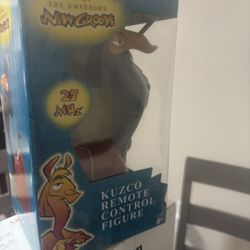 THE EMPEROR'S
NEW GROOVE
27
MHz
KUZCO
REMOTE
CONTROL
FIGURE